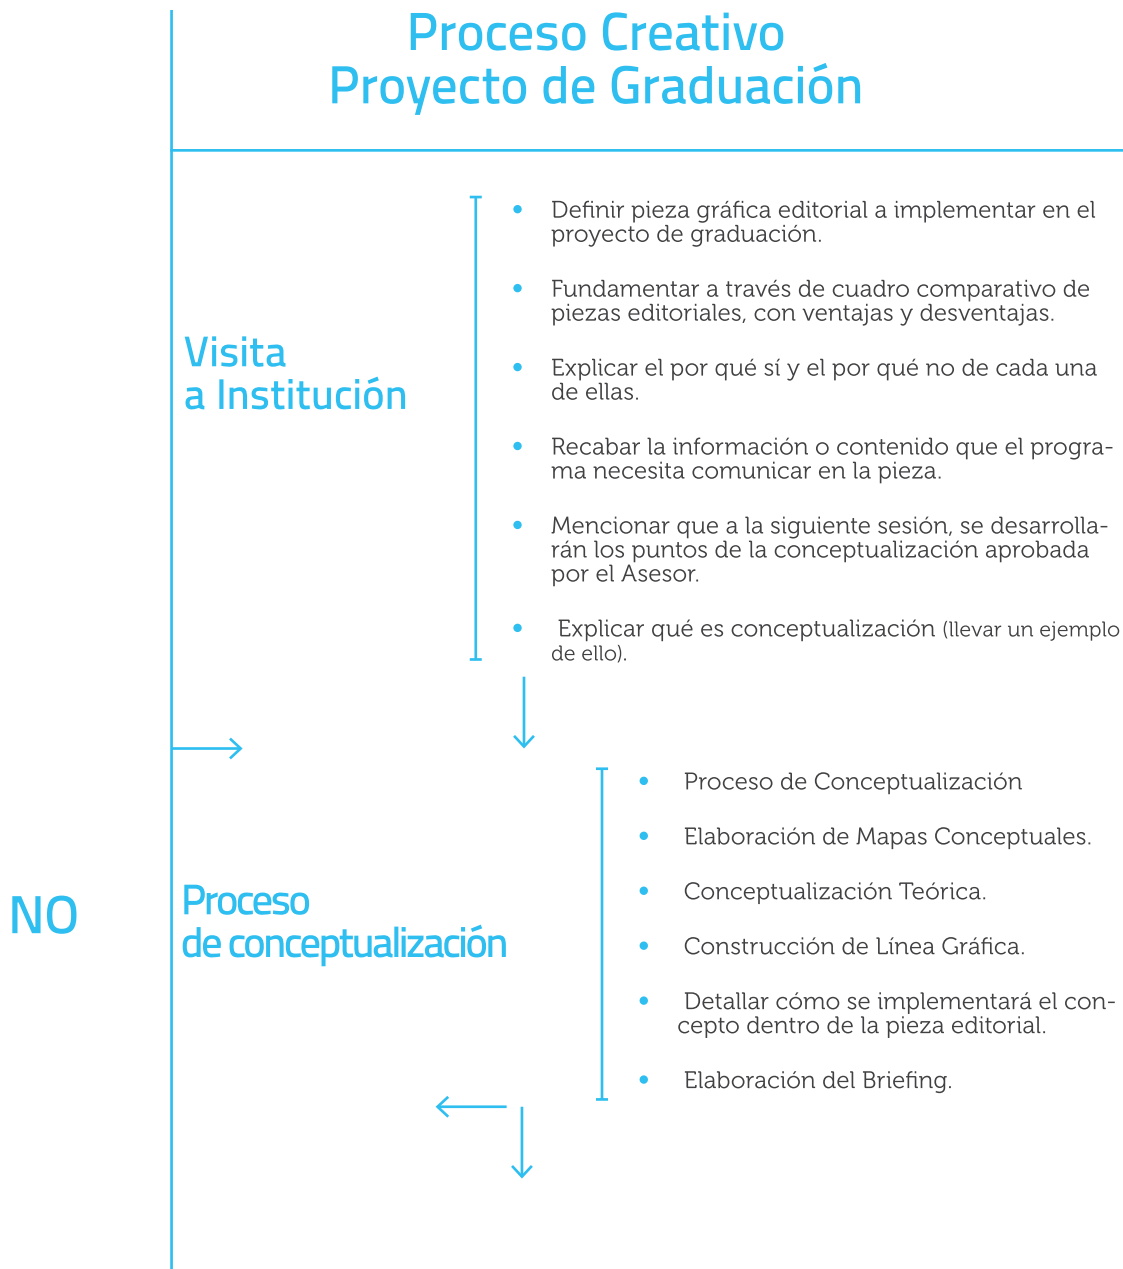 Proceso Creativo
Proyecto de Graduación
Visita
a Institución
• Definir pieza gráfica editorial a implementar en el
proyecto de graduación.
• Fundamentar a través de cuadro comparativo de
piezas editoriales, con ventajas y desventajas.
• Explicar el por qué sí y el por qué no de cada una
de ellas.
• Recabar la información o contenido que el progra-
ma necesita comunicar en la pieza.
• Mencionar que a la siguiente sesión, se desarrolla-
rán los puntos de la conceptualización aprobada
por el Asesor.
• Explicar qué es conceptualización (llevar un ejemplo
de ello).
NO
Proceso
de conceptualización
• Proceso de Conceptualización
• Elaboración de Mapas Conceptuales.
• Conceptualización Teórica.
• Construcción de Línea Gráfica.
• Detallar cómo se implementará el con-
cepto dentro de la pieza editorial.
• Elaboración del Briefing.